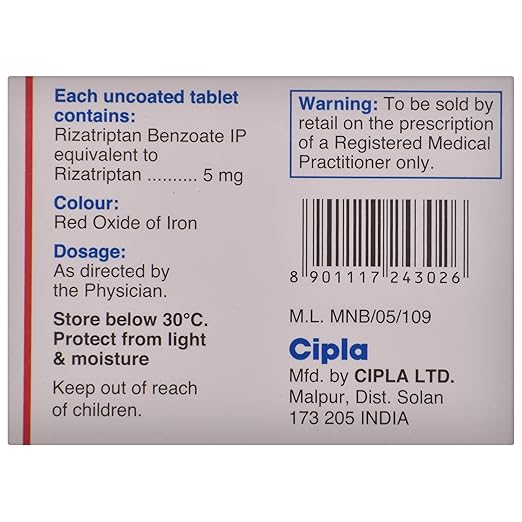 Each uncoated tablet
contains:
Rizatriptan Benzoate IP
equivalent to
Rizatriptan .......... 5 mg
Colour:
Red Oxide of Iron
Dosage:
As directed by
the Physician.
Store below 30°C.
Protect from light
& moisture
Keep out of reach
of children.
Warning: To be sold by
retail on the prescription
of a Registered Medical
Practitioner only.
8 901117 243026
M.L. MNB/05/109
Cipla
Mfd. by CIPLA LTD.
Malpur, Dist. Solan
173 205 INDIA